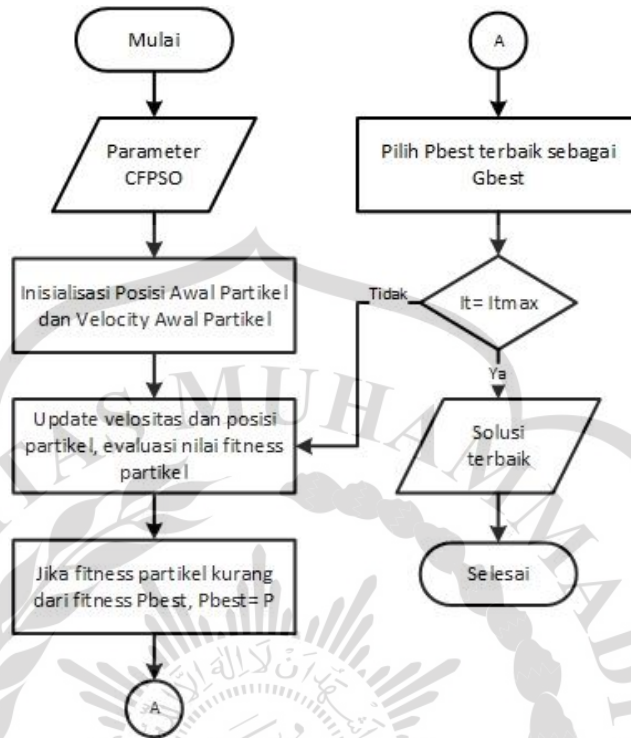 Mulai
Parameter
CFPSO
Inisialisasi Posisi Awal Partikel
dan Velocity Awal Partikel
Update velositas dan posisi
partikel, evaluasi nilai fitness
partikel
Jika fitness partikel kurang
dari fitness Pbest, Pbest= P
A
A
Pilih Pbest terbaik sebagai
Gbest
It= Itmax
Tidak
Ya
Solusi
terbaik
Selesai
TAS MUHAMMAD